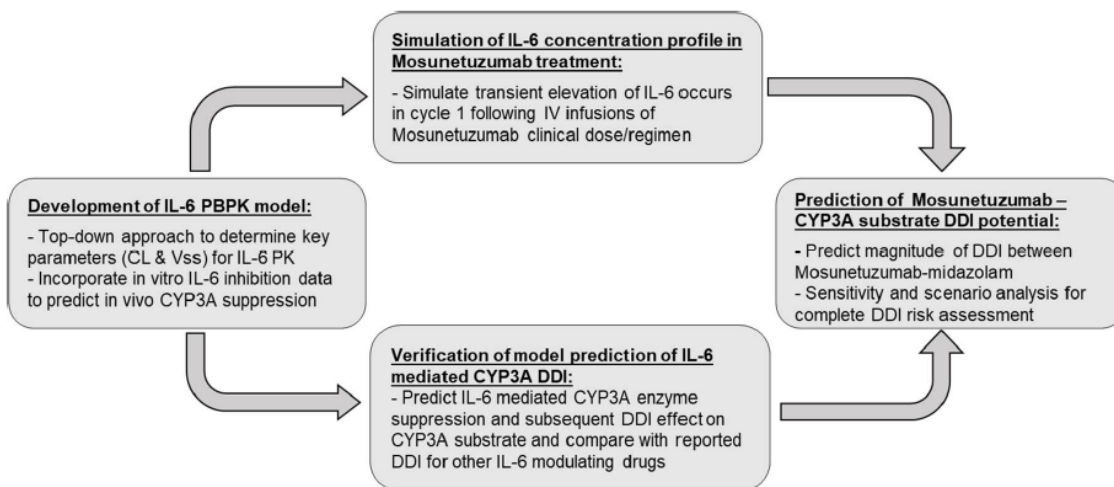 Simulation of IL-6 concentration profile in
Mosunetuzumab treatment:
- Simulate transient elevation of IL-6 occurs
in cycle 1 following IV infusions of
Mosunetuzumab clinical dose/regimen
Development of IL-6 PBPK model:
- Top-down approach to determine key
parameters (CL & Vss) for IL-6 PK
- Incorporate in vitro IL-6 inhibition data
to predict in vivo CYP3A suppression
Verification of model prediction of IL-6
mediated CYP3A DDI:
- Predict IL-6 mediated CYP3A enzyme
suppression and subsequent DDI effect on
CYP3A substrate and compare with reported
DDI for other IL-6 modulating drugs
Prediction of Mosunetuzumab –
CYP3A substrate DDI potential:
- Predict magnitude of DDI between
Mosunetuzumab-midazolam
- Sensitivity and scenario analysis for
complete DDI risk assessment